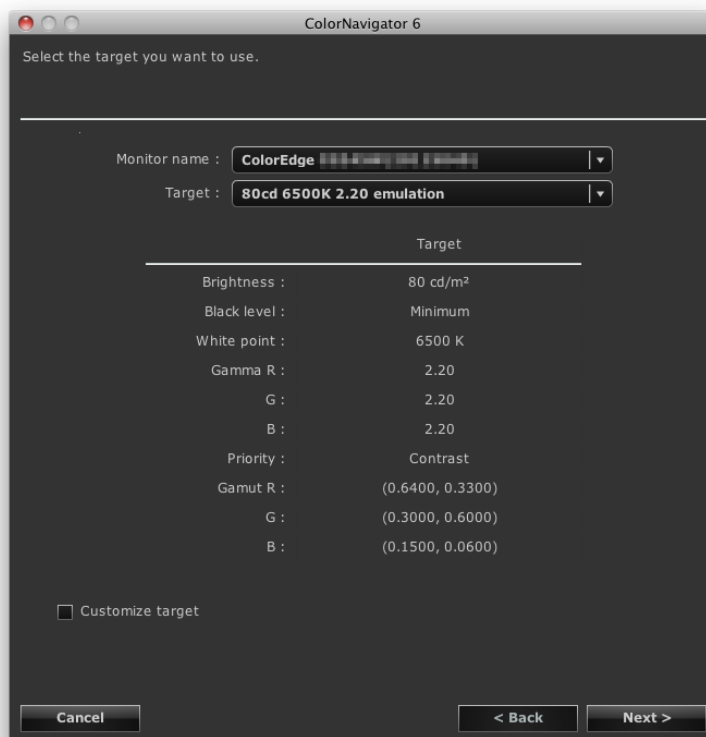 ColorNavigator 6
Select the target you want to use.
Monitor name : ColorEdge
Target : 80cd 6500K 2.20 emulation
Target
Brightness : 80 cd/m²
Black level : Minimum
White point : 6500 K
Gamma R : 2.20
G : 2.20
B : 2.20
Priority : Contrast
Gamut R : (0.6400, 0.3300)
G : (0.3000, 0.6000)
B : (0.1500, 0.0600)
Customize target
Cancel < Back Next >